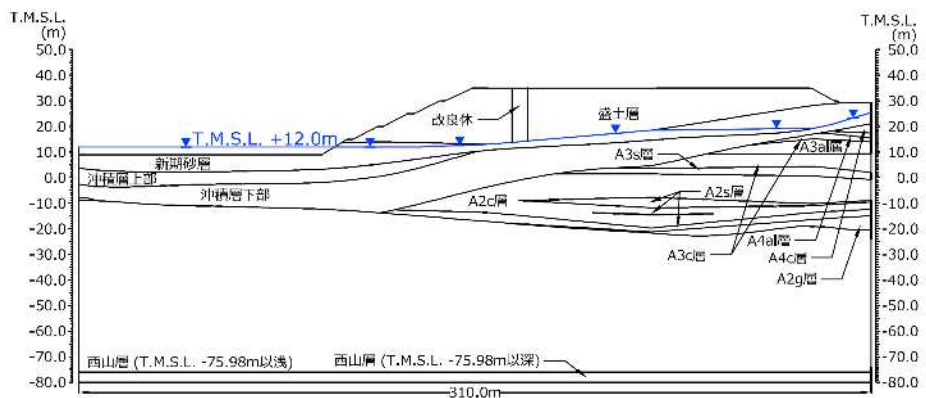 T.M.S.L.
(m)
T.M.S.L.
(m)
50.0
40.0
30.0
20.0
10.0
0.0
-10.0
-20.0
-30.0
-40.0
-50.0
-60.0
-70.0
-80.0
50.0
40.0
30.0
20.0
10.0
0.0
-10.0
-20.0
-30.0
-40.0
-50.0
-60.0
-70.0
-80.0
盛土層
改良体
T.M.S.L. +12.0m
新期砂層
沖積層上部
沖積層下部
A3s層
A3al層
A2c層
A2s層
A3c層
A4al層
A4c層
A2g層
西山層 (T.M.S.L. -75.98m以浅)
西山層 (T.M.S.L. -75.98m以深)
310.0m